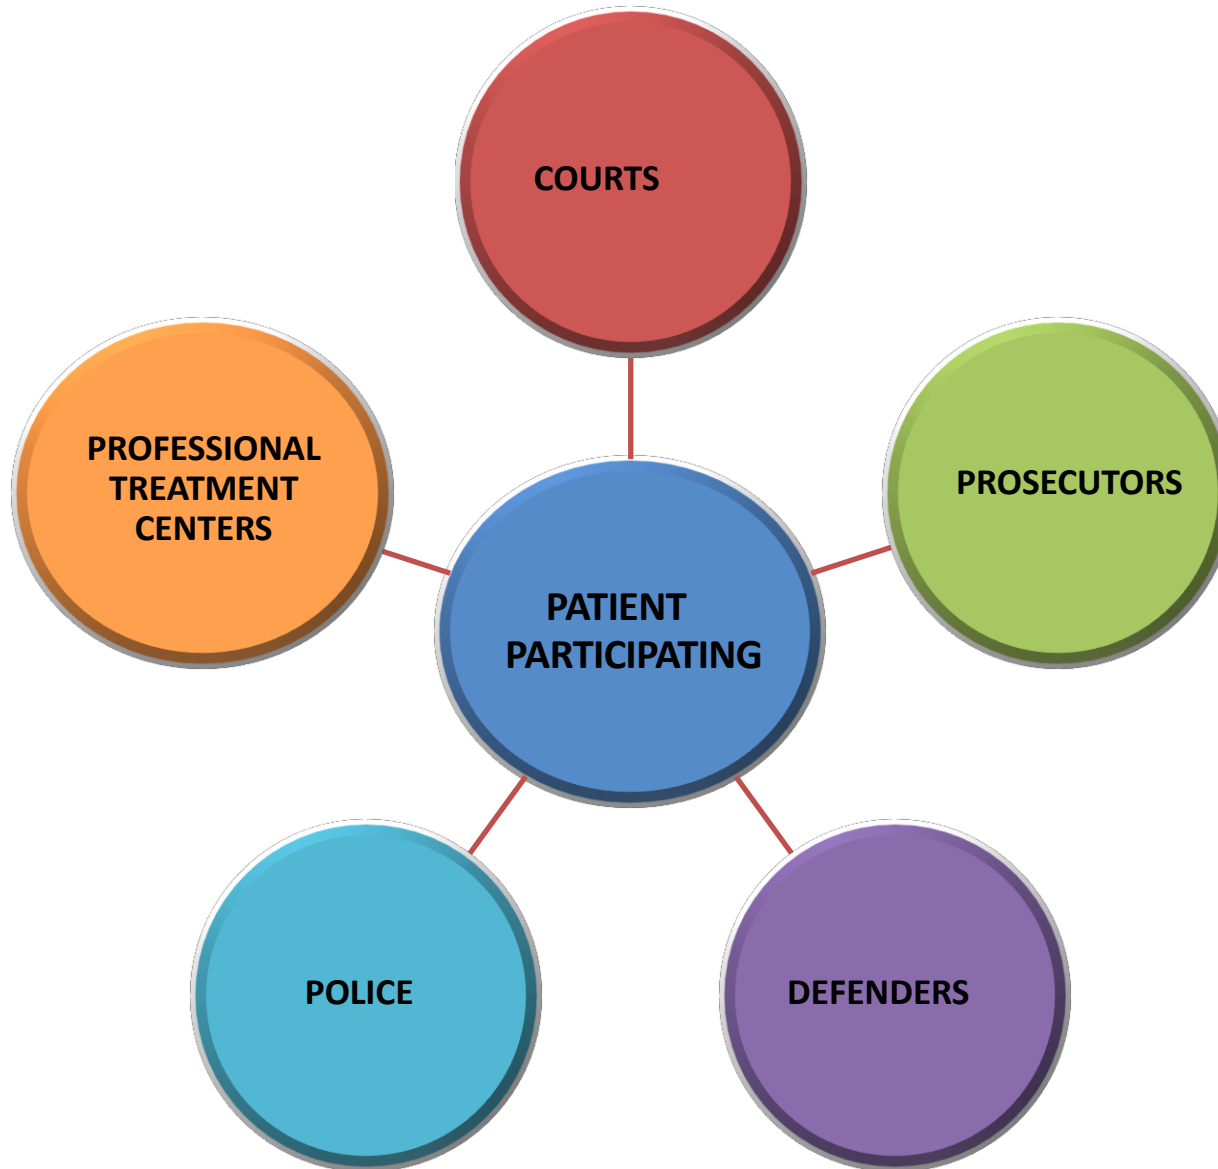 COURTS
PROFESSIONAL
TREATMENT
CENTERS
PROSECUTORS
PATIENT
PARTICIPATING
POLICE
DEFENDERS